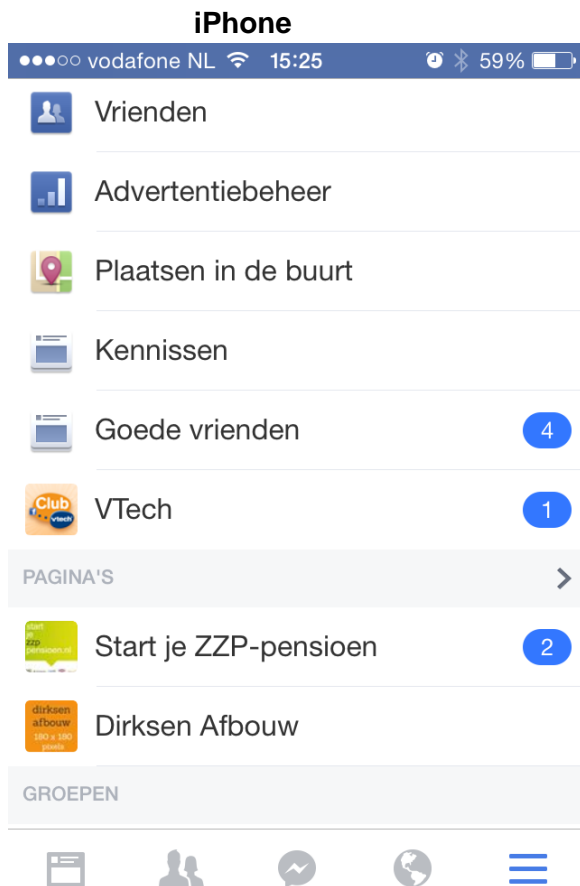 iPhone
vodafone NL 15:25 59%
Vrienden
Advertentiebeheer
Plaatsen in de buurt
Kennissen
Goede vrienden 4
Club
vtech
VTech 1
PAGINA'S
start
je
zzp
pensioen.nl
Start je ZZP-pensioen 2
dirksen
afbouw
180 x 180
pixels
Dirksen Afbouw
GROEPEN